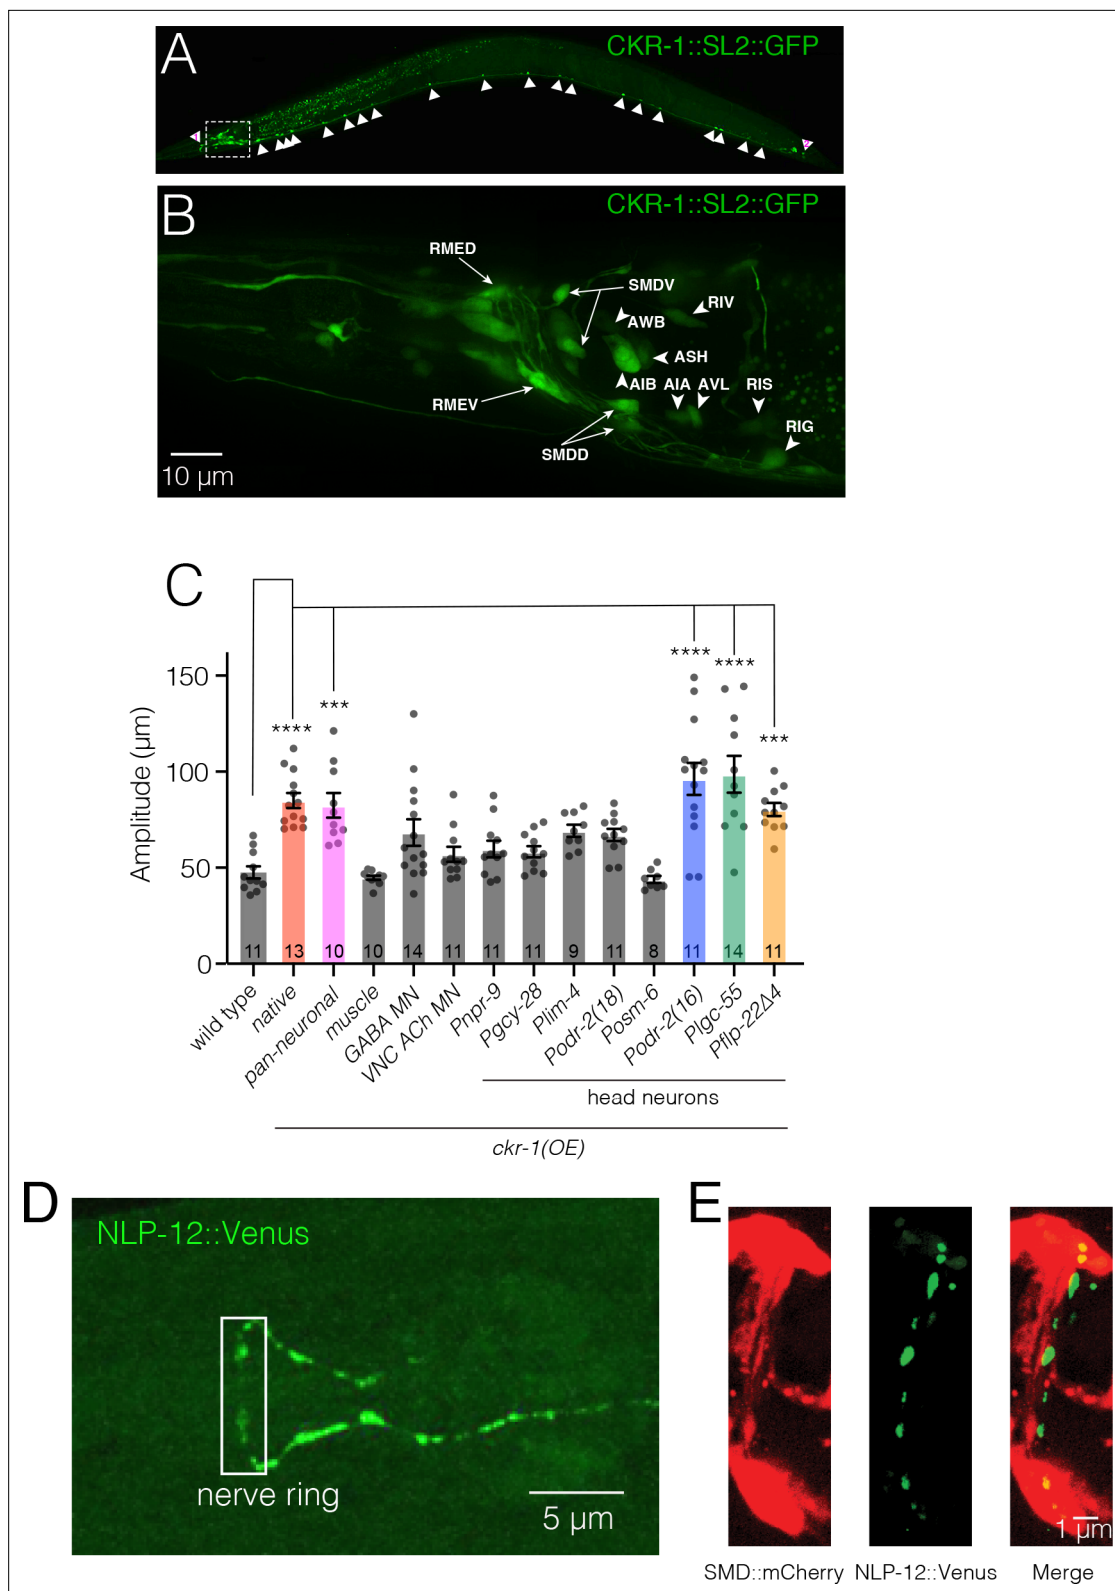 A
CKR-1::SL2::GFP
1
2
B
CKR-1::SL2::GFP
RMED
SMDV
RIV
AWB
ASH
AIB AIA AVL RIS
RMEV
RIG
SMDD
10 µm
C
Amplitude (µm)
150
100
50
0
****
***
****
****
***
11 13 10 10 14 11 11 11 9 11 8 11 14 11
wild type
native
pan-neuronal
muscle
GABA MN
VNC ACh MN
Pnpr-9
Pgcy-28
Plim-4
Podr-2(18)
Posm-6
Podr-2(16)
Plgc-55
Pflp-22Δ4
head neurons
ckr-1(OE)
D
NLP-12::Venus
nerve ring
5 µm
E
1 µm
SMD::mCherry NLP-12::Venus Merge